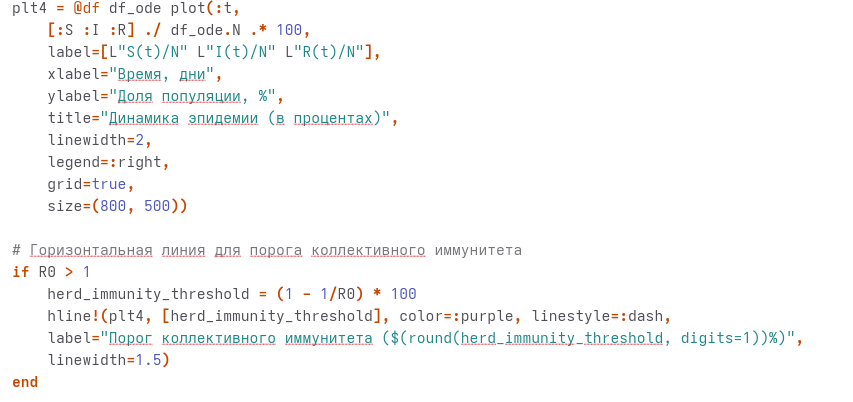 plt4 = @df df_ode plot(:t,
    [:S :I :R] ./ df_ode.N .* 100,
    label=[L"S(t)/N" L"I(t)/N" L"R(t)/N"],
    xlabel="Время, дни",
    ylabel="Доля популяции, %",
    title="Динамика эпидемии (в процентах)",
    linewidth=2,
    legend=:right,
    grid=true,
    size=(800, 500))

# Горизонтальная линия для порога коллективного иммунитета
if R0 > 1
    herd_immunity_threshold = (1 - 1/R0) * 100
    hline!(plt4, [herd_immunity_threshold], color=:purple, linestyle=:dash,
    label="Порог коллективного иммунитета ($(round(herd_immunity_threshold, digits=1))%)",
    linewidth=1.5)
end